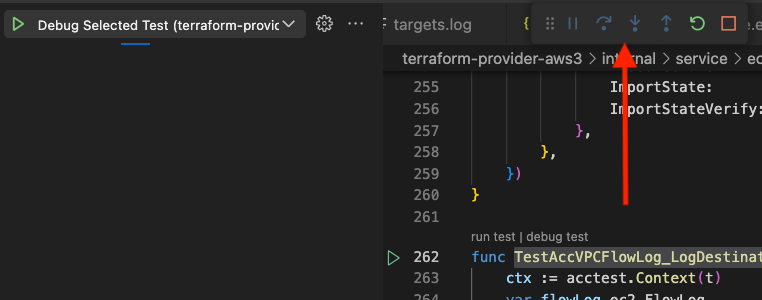 Debug Selected Test (terraform-provic
targets.log
terraform-provider-aws3 > internal > service > ec
255 ImportState:
256 ImportStateVerify:
257 },
258 },
259 })
260 }
261
run test | debug test
262 func TestAccVPCFlowLog_LogDestinat
263 ctx := acctest.Context(t)
264 var flowLog ec2.FlowLog